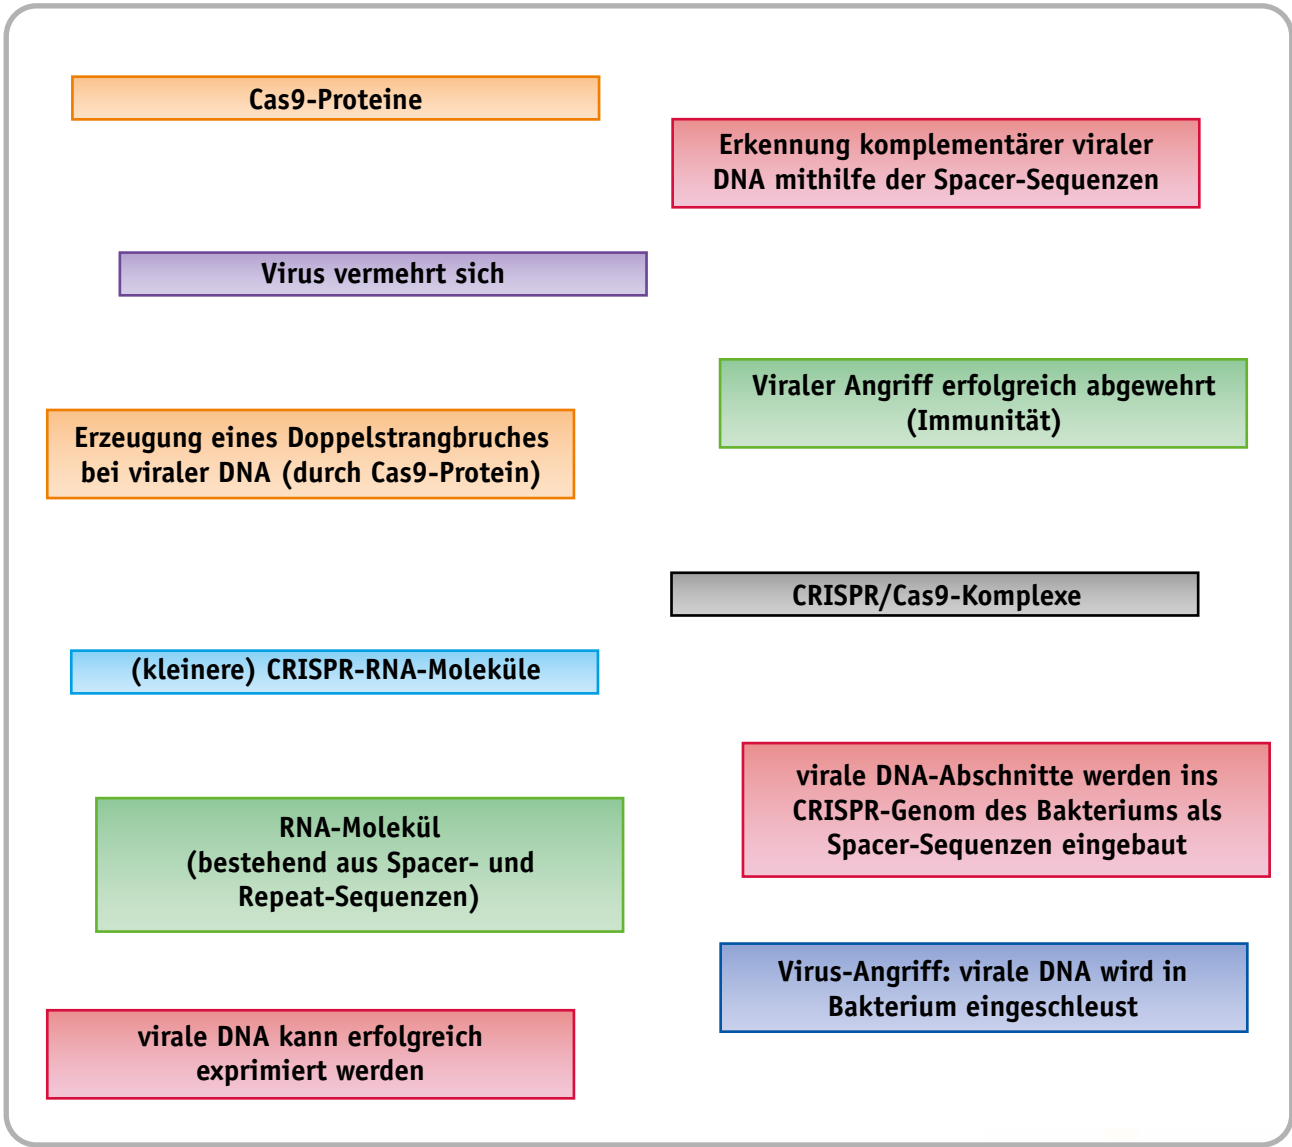 Cas9-Proteine
Erkennung komplementärer viraler
DNA mithilfe der Spacer-Sequenzen
Virus vermehrt sich
Viraler Angriff erfolgreich abgewehrt
(Immunität)
Erzeugung eines Doppelstrangbruches
bei viraler DNA (durch Cas9-Protein)
CRISPR/Cas9-Komplexe
(kleinere) CRISPR-RNA-Moleküle
virale DNA-Abschnitte werden ins
CRISPR-Genom des Bakteriums als
Spacer-Sequenzen eingebaut
RNA-Molekül
(bestehend aus Spacer- und
Repeat-Sequenzen)
Virus-Angriff: virale DNA wird in
Bakterium eingeschleust
virale DNA kann erfolgreich
exprimiert werden